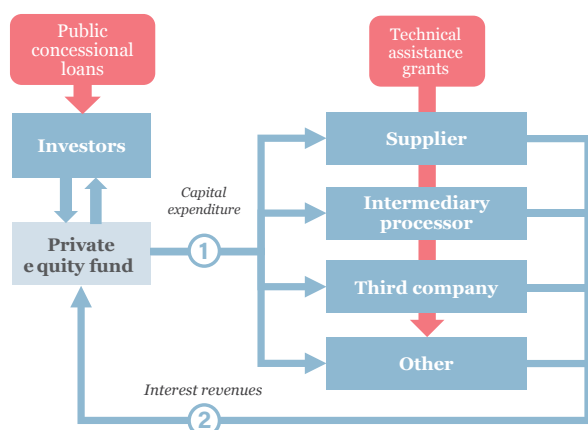 Public
concessional
loans
Technical
assistance
grants
Investors
Supplier
Capital
expenditure
Intermediary
processor
Private
equity fund
1
Third company
Other
Interest revenues
2